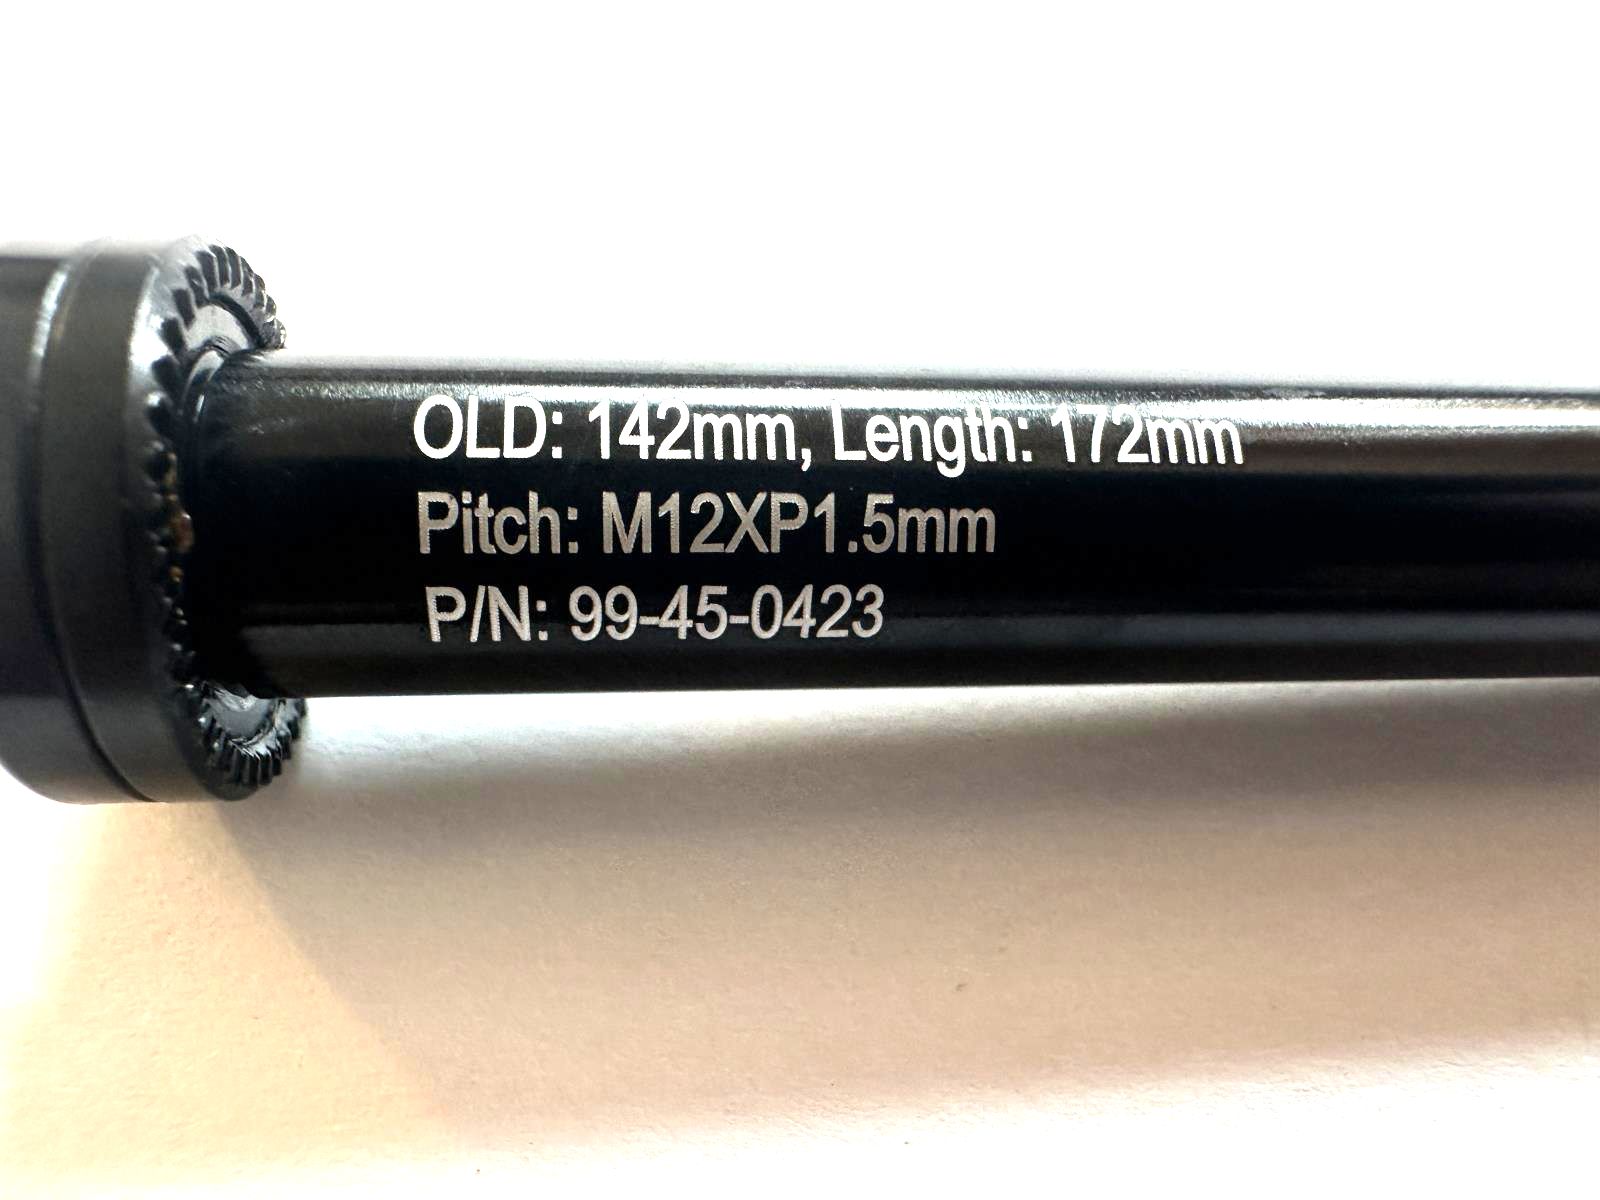 OLD: 142mm, Length: 172mm
Pitch: M12XP1.5mm
P/N: 99-45-0423